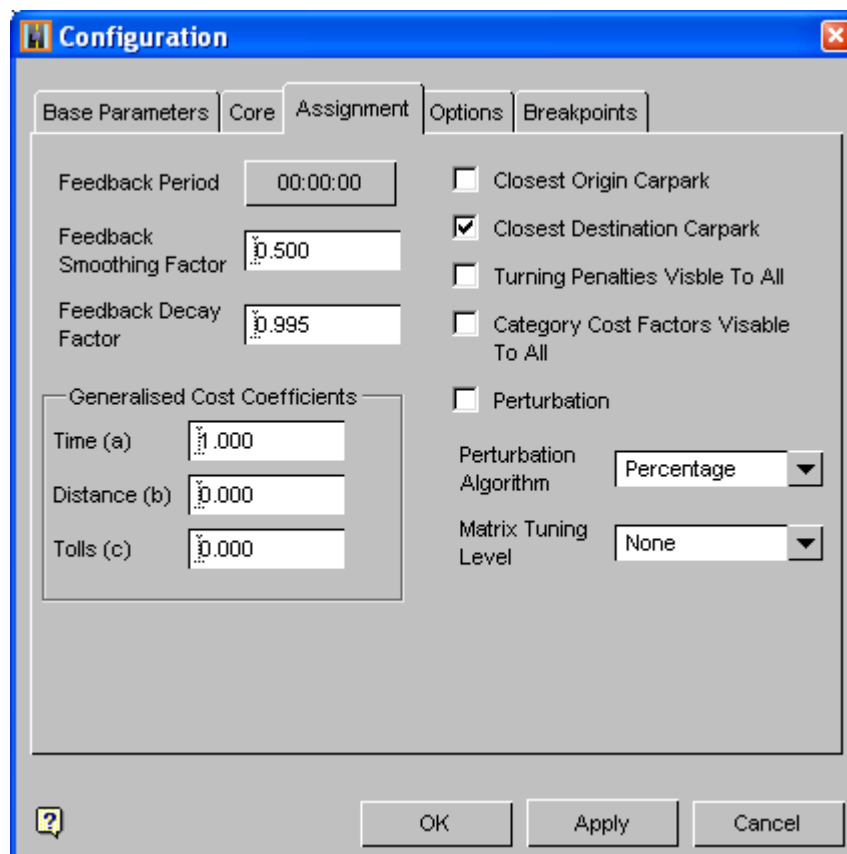 Configuration
Base Parameters
Core
Assignment
Options
Breakpoints
Feedback Period
00:00:00
Feedback
Smoothing Factor
0.500
Feedback Decay
Factor
0.995
Generalised Cost Coefficients
Time (a)
1.000
Distance (b)
0.000
Tolls (c)
0.000
Closest Origin Carpark
Closest Destination Carpark
Turning Penalties Visble To All
Category Cost Factors Visable
To All
Perturbation
Perturbation
Algorithm
Percentage
Matrix Tuning
Level
None
?
OK
Apply
Cancel